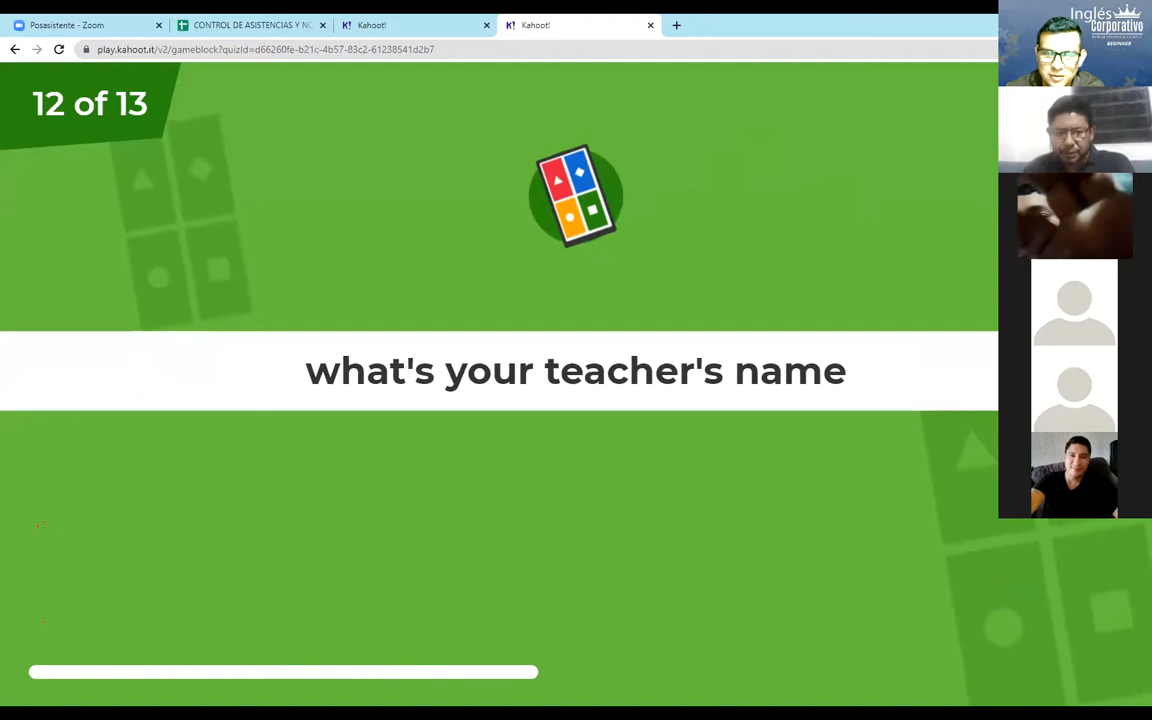 Posasistente - Zoom
CONTROL DE ASISTENCIAS Y NO
Kahoot!
Kahoot!
play.kahoot.it/v2/gameblock?quizId=d66260fe-b21c-4b57-83c2-61238541d2b7
12 of 13
what's your teacher's name
Inglés
Corporativo
BEGINNER